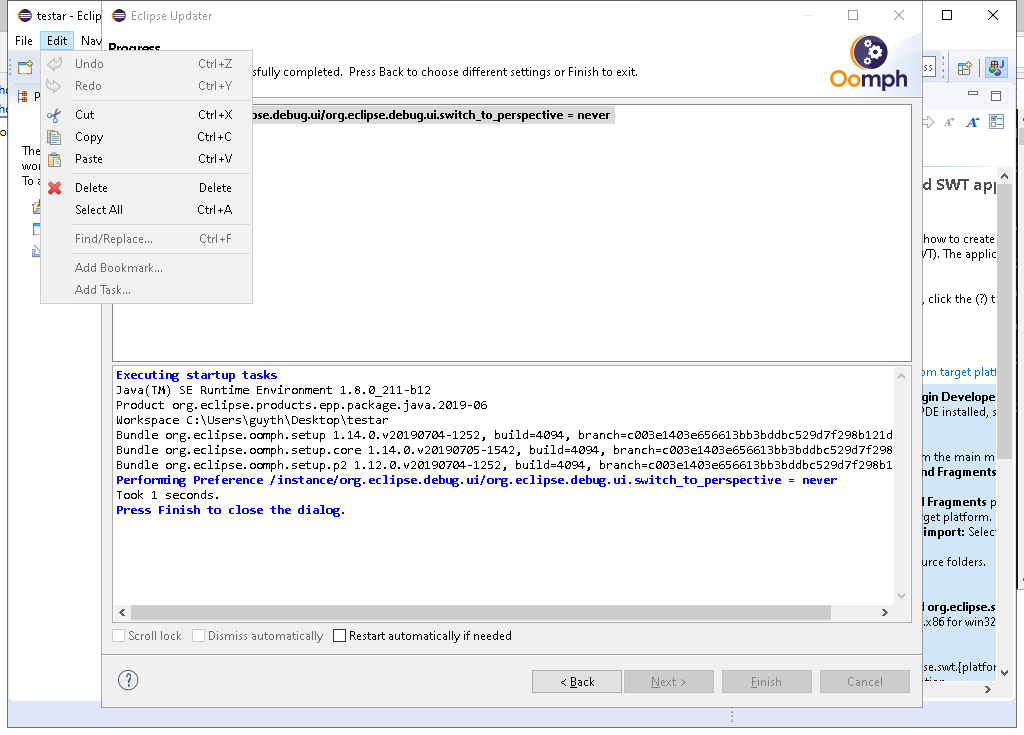 testar - Eclip
Eclipse Updater
File Edit Nav
Progress
sfully completed. Press Back to choose different settings or Finish to exit.
Oomph
Undo Ctrl+Z
Redo Ctrl+Y
Cut Ctrl+X
Copy Ctrl+C
Paste Ctrl+V
Delete Delete
Select All Ctrl+A
Find/Replace... Ctrl+F
Add Bookmark...
Add Task...
pse.debug.ui/org.eclipse.debug.ui.switch_to_perspective = never
The
wor
To a
Executing startup tasks
Java(TM) SE Runtime Environment 1.8.0_211-b12
Product org.eclipse.products.epp.package.java.2019-06
Workspace C:\Users\guyth\Desktop\testar
Bundle org.eclipse.oomph.setup 1.14.0.v20190704-1252, build=4094, branch=c003e1403e656613bb3bddbc529d7f298b121d
Bundle org.eclipse.oomph.setup.core 1.14.0.v20190705-1542, build=4094, branch=c003e1403e656613bb3bddbc529d7f298
Bundle org.eclipse.oomph.setup.p2 1.12.0.v20190704-1252, build=4094, branch=c003e1403e656613bb3bddbc529d7f298b1
Performing Preference /instance/org.eclipse.debug.ui/org.eclipse.debug.ui.switch_to_perspective = never
Took 1 seconds.
Press Finish to close the dialog.
Scroll lock Dismiss automatically Restart automatically if needed
< Back Next > Finish Cancel
ss
d SWT app
how to create
VT). The applic
, click the (?) t
om target platf
gin Develope
PDE installed, s
m the main m
nd Fragments
d Fragments p
rget platform.
import: Selec
urce folders.
d org.eclipse.s
.x86 for win32
se.swt.{platfor